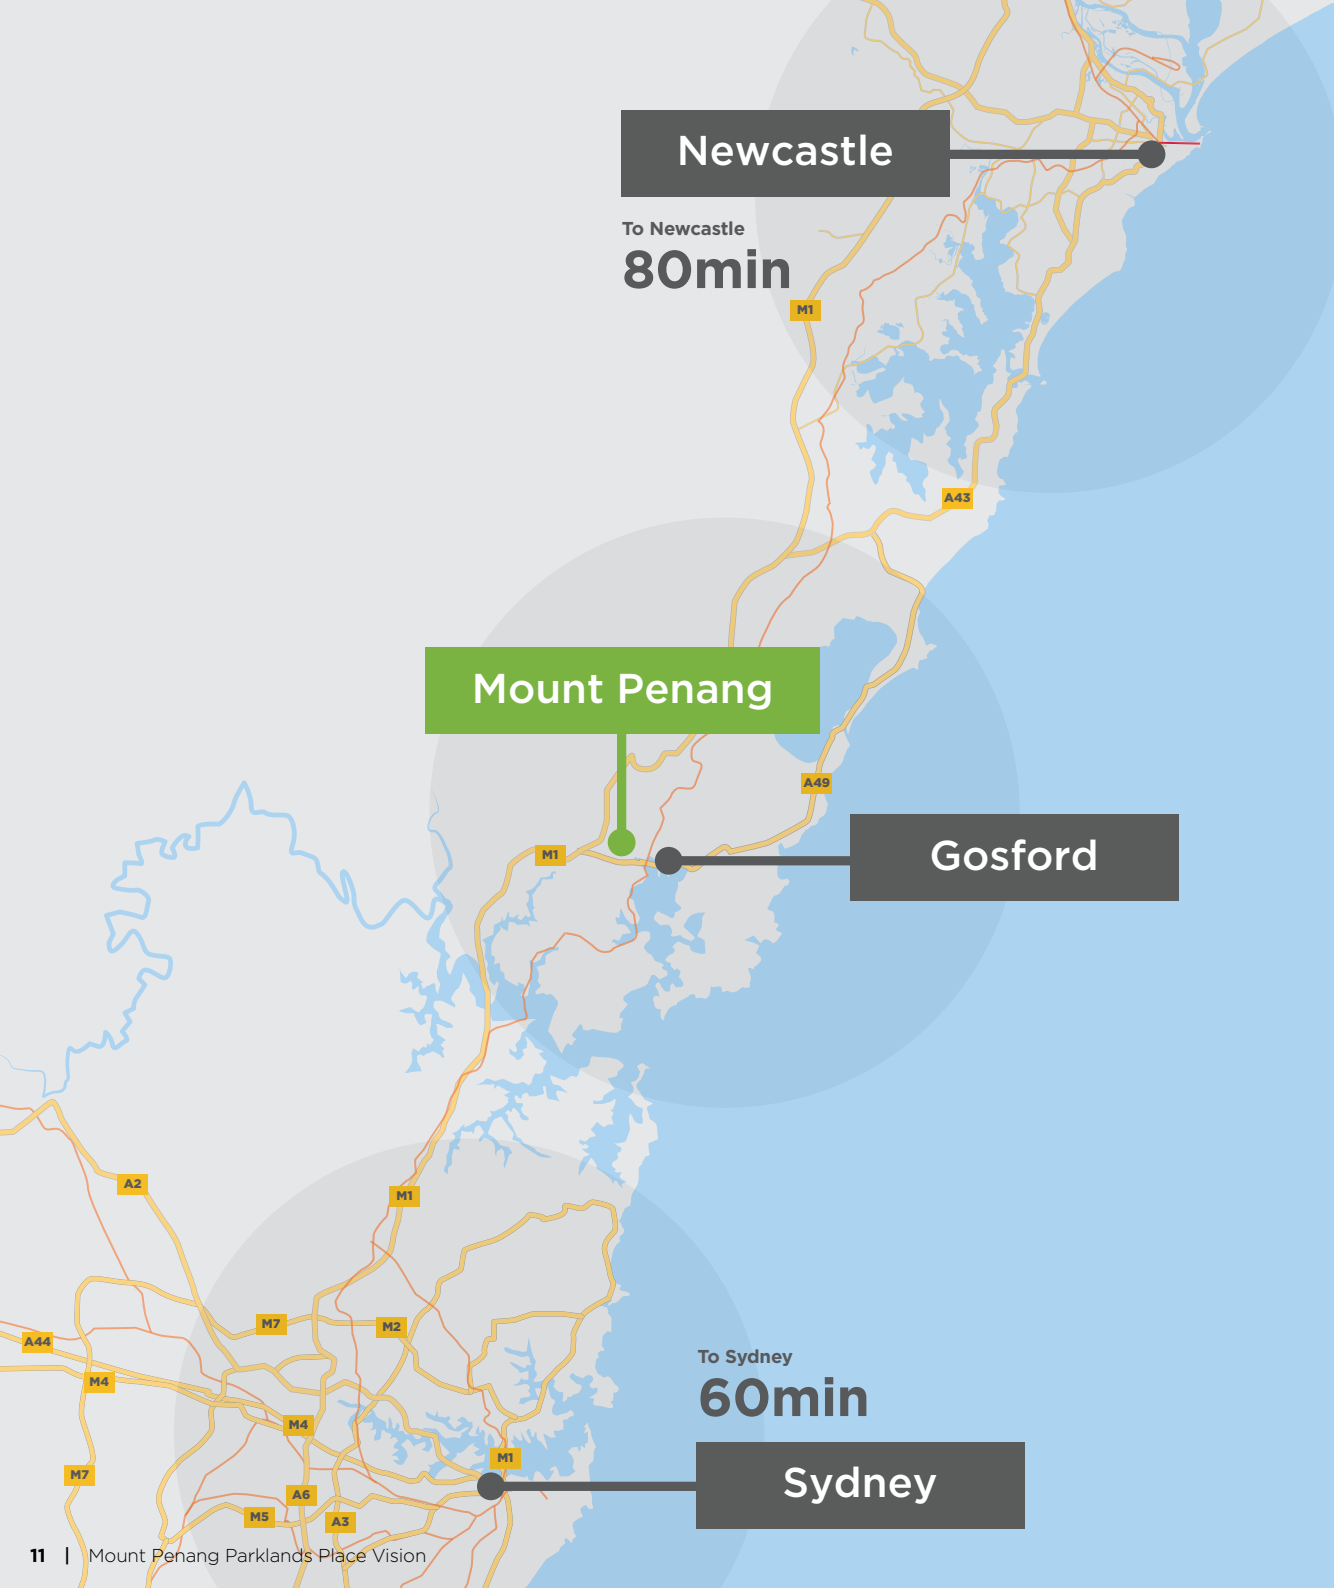 Newcastle
To Newcastle
80min
M1
A43
Mount Penang
A49
M1
Gosford
A2
M1
M7
M2
A44
To Sydney
60min
M4
M4
M1
Sydney
M7
A6
M5
A3
11 | Mount Penang Parklands Place Vision